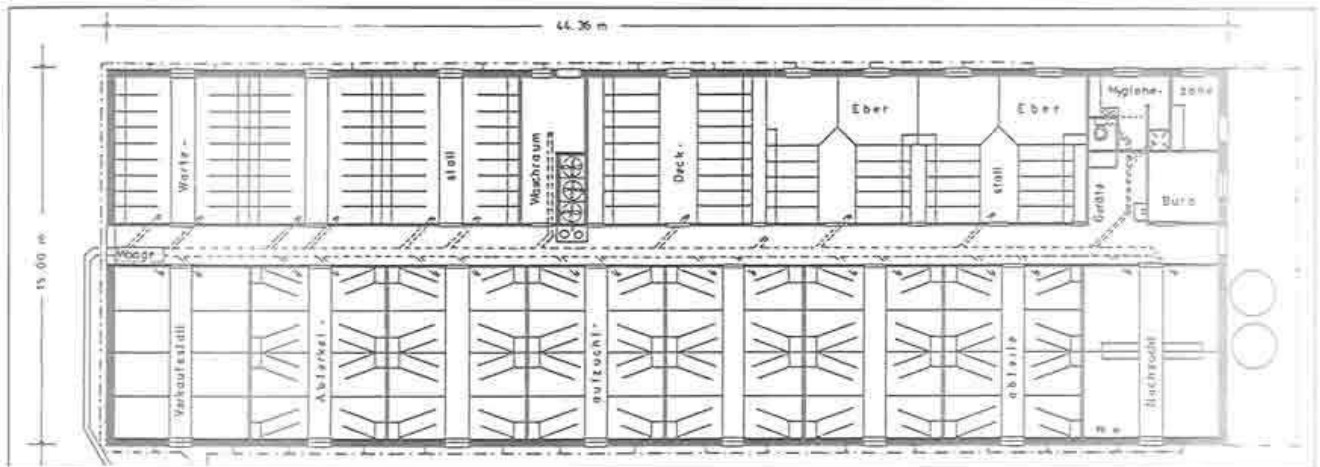 44.36 m
15.00 m
Warte-
stall
Waschraum
Deck-
Eber
Eber
stall
Hygiene-
zone
Geräte
Büro
Waage
Verkaufsstall
Abferkel-
aufzucht-
abteile
Nachzucht